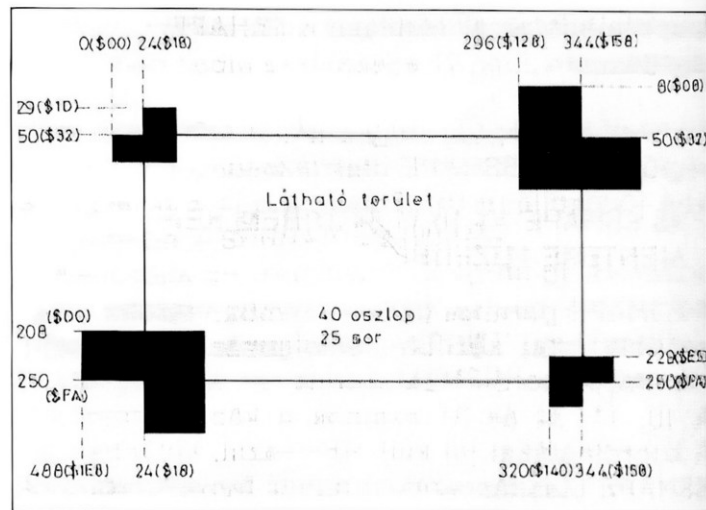 0($00) 24($18) 296($128) 344($158)
8($08)
29($1D)
50($32) 50($32)
Látható terület
40 oszlop
25 sor
($D0)
208
229($E5)
250 250($FA)
($FA)
488($1E8) 24($18) 320($140) 344($158)